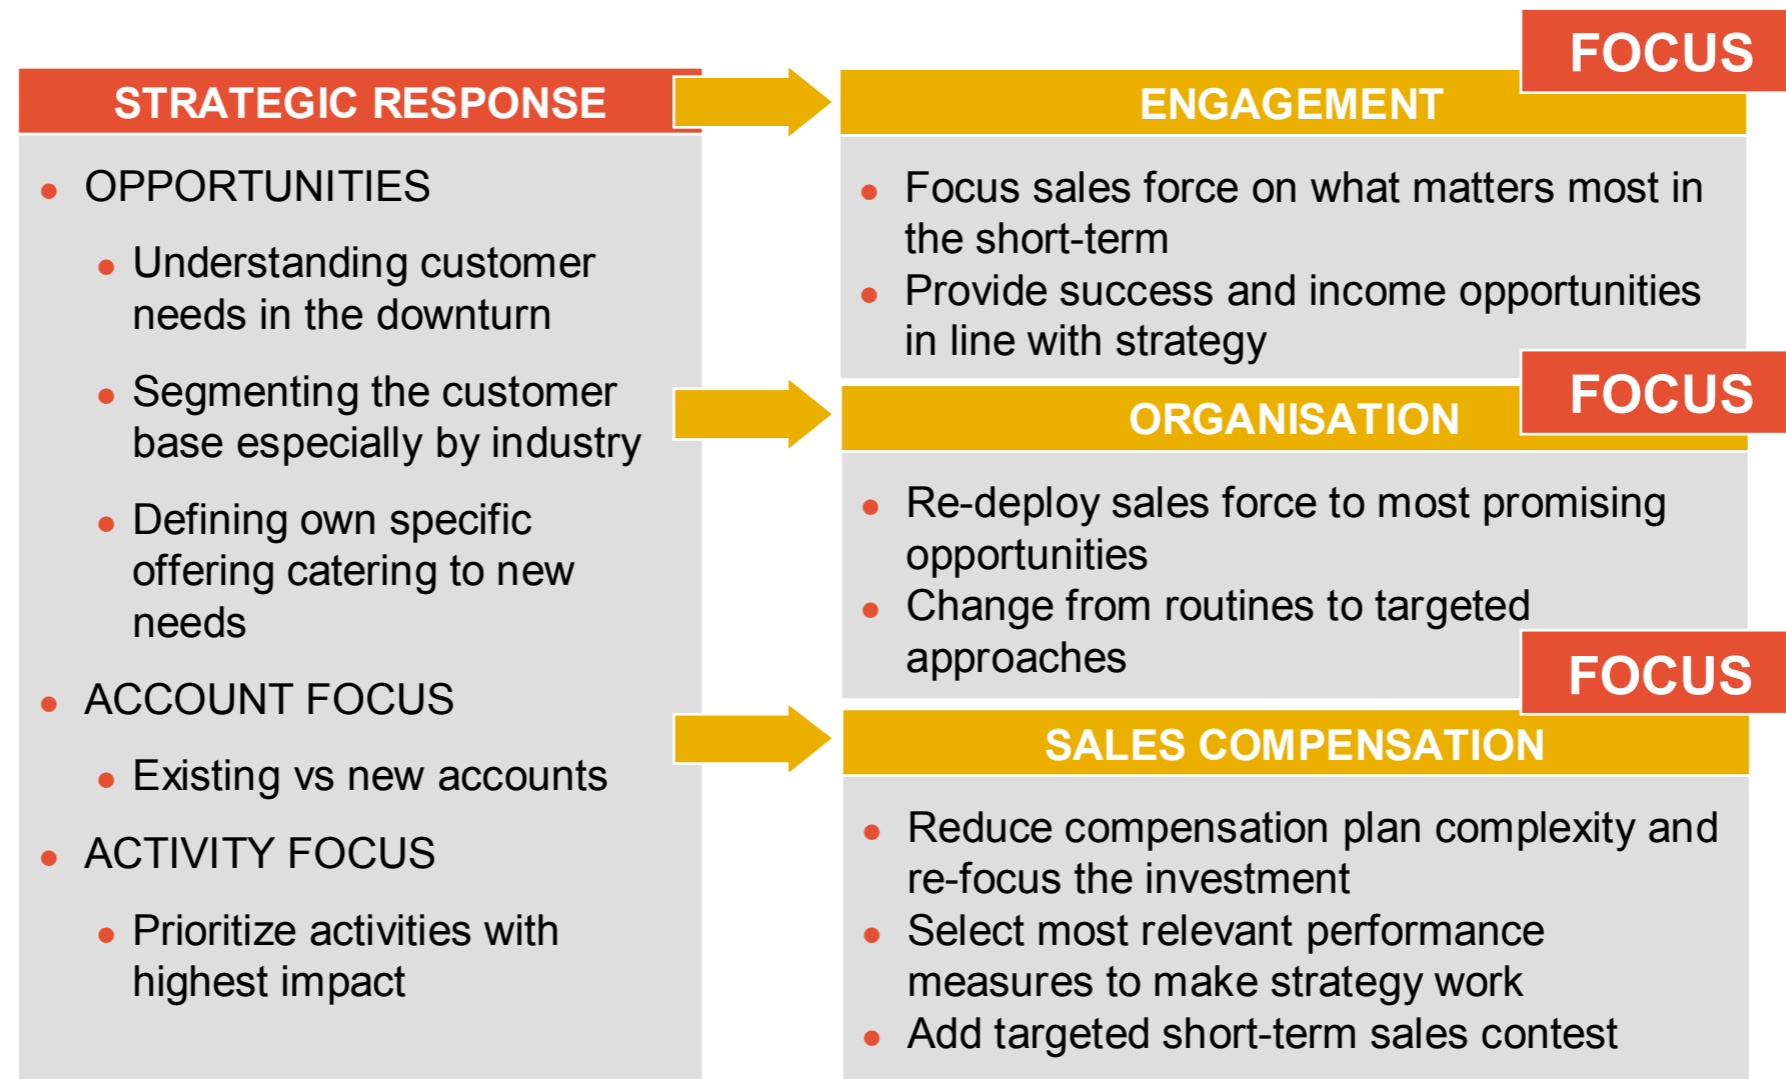 STRATEGIC RESPONSE
• OPPORTUNITIES
• Understanding customer
needs in the downturn
• Segmenting the customer
base especially by industry
• Defining own specific
offering catering to new
needs
• ACCOUNT FOCUS
• Existing vs new accounts
• ACTIVITY FOCUS
• Prioritize activities with
highest impact
FOCUS
ENGAGEMENT
• Focus sales force on what matters most in
the short-term
• Provide success and income opportunities
in line with strategy
FOCUS
ORGANISATION
• Re-deploy sales force to most promising
opportunities
• Change from routines to targeted
approaches
FOCUS
SALES COMPENSATION
• Reduce compensation plan complexity and
re-focus the investment
• Select most relevant performance
measures to make strategy work
• Add targeted short-term sales contest